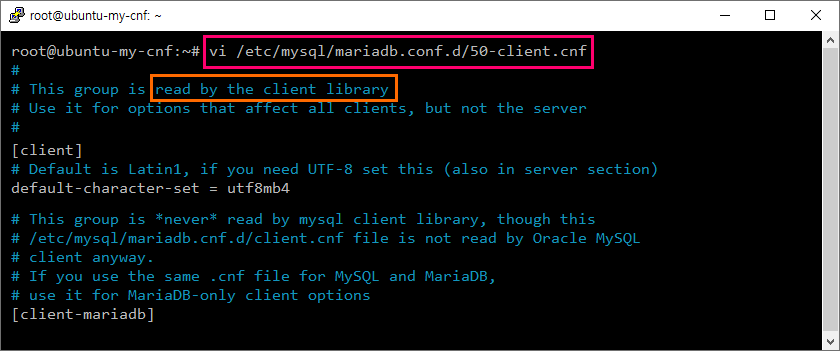 root@ubuntu-my-cnf: ~
root@ubuntu-my-cnf:~# vi /etc/mysql/mariadb.conf.d/50-client.cnf
#
# This group is read by the client library
# Use it for options that affect all clients, but not the server
#
[client]
# Default is Latin1, if you need UTF-8 set this (also in server section)
default-character-set = utf8mb4
# This group is *never* read by mysql client library, though this
# /etc/mysql/mariadb.cnf.d/client.cnf file is not read by Oracle MySQL
# client anyway.
# If you use the same .cnf file for MySQL and MariaDB,
# use it for MariaDB-only client options
[client-mariadb]